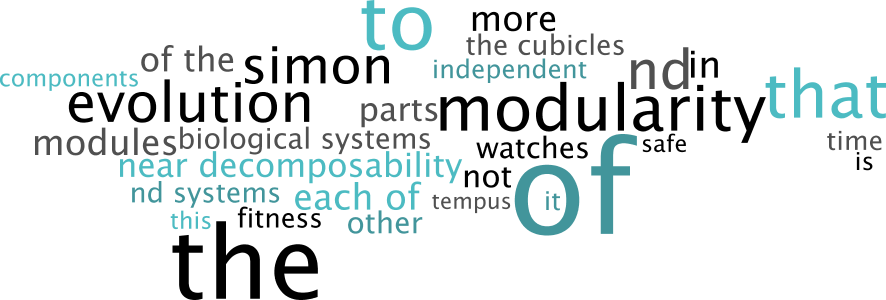 to
more
the cubicles
of the
simon
independent
nd
in
components
evolution
parts
modularity
that
modules
biological systems
watches
safe
time
is
near decomposability
not
of
nd systems
each of
tempus
it
this
fitness
other
the